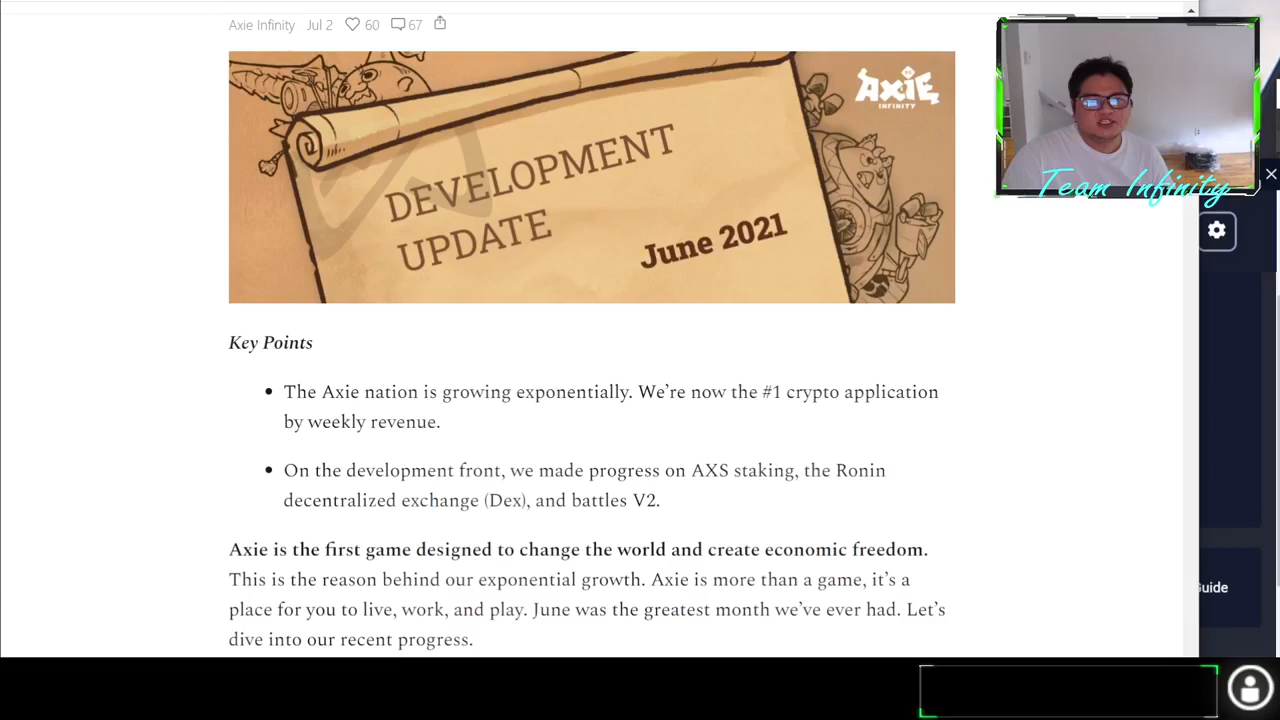 Axie Infinity Jul 2 60 67
AXIE
INFINITY
DEVELOPMENT
UPDATE
June 2021
Team Infinity
Key Points
The Axie nation is growing exponentially. We’re now the #1 crypto application
by weekly revenue.
On the development front, we made progress on AXS staking, the Ronin
decentralized exchange (Dex), and battles V2.
Axie is the first game designed to change the world and create economic freedom.
This is the reason behind our exponential growth. Axie is more than a game, it’s a
place for you to live, work, and play. June was the greatest month we’ve ever had. Let’s
dive into our recent progress.
Guide